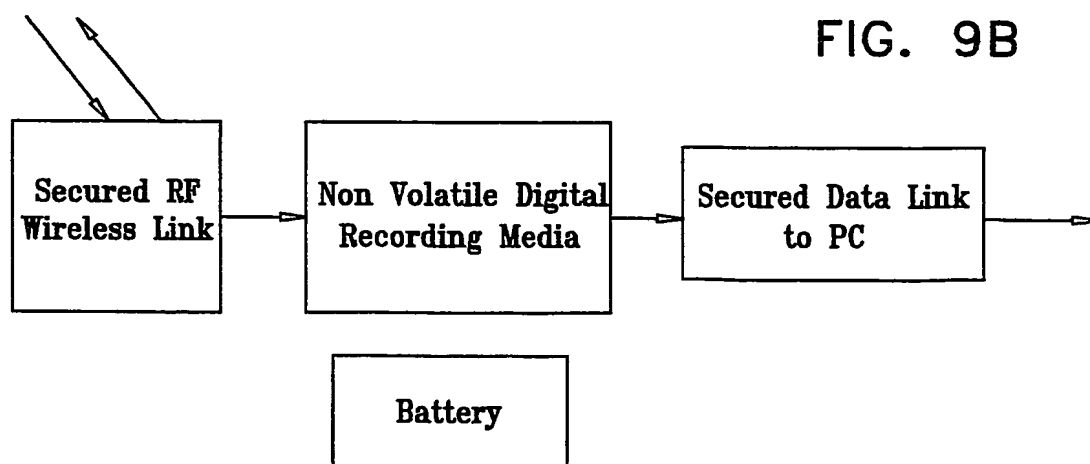 FIG. 9B
Secured RF
Wireless Link
Non Volatile Digital
Recording Media
Secured Data Link
to PC
Battery